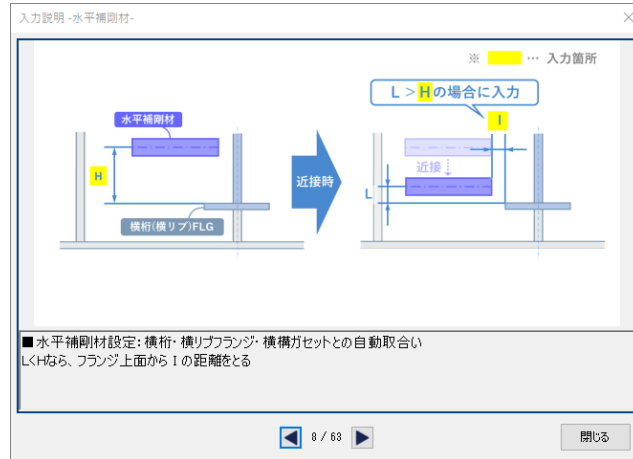 入力説明 -水平補剛材-
※ … 入力箇所
L > Hの場合に入力
I
水平補剛材
H
近接時
近接
L
横桁(横リブ)FLG
■水平補剛材設定:横桁・横リブフランジ・横構ガセットとの自動取合い
L<Hなら、フランジ上面から I の距離をとる
8 / 63
閉じる